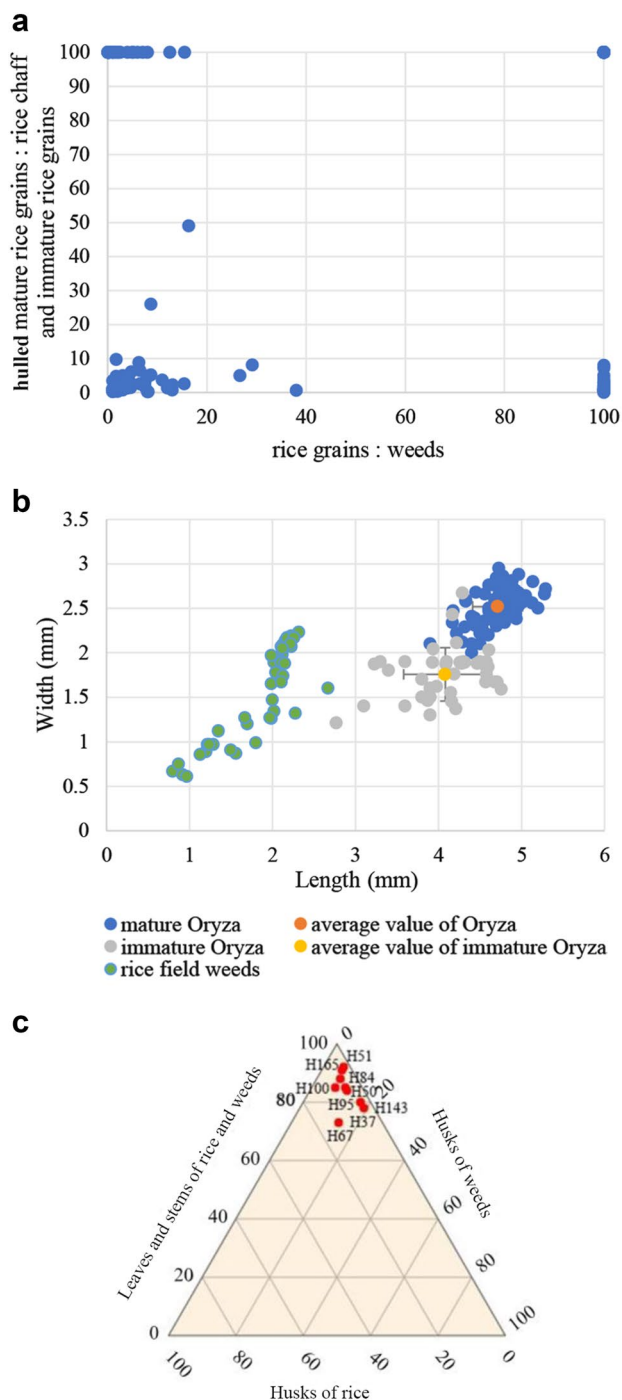 a
hulled mature rice grains : rice chaff
and immature rice grains
100
90
80
70
60
50
40
30
20
10
0
0 20 40 60 80 100
rice grains : weeds
b
Width (mm)
3.5
3
2.5
2
1.5
1
0.5
0
0 1 2 3 4 5 6
Length (mm)
mature Oryza
average value of Oryza
immature Oryza
average value of immature Oryza
rice field weeds
c
100 0
H51
H165
H84
H100
H50
80 20
H95
H143
H37
H67
Leaves and stems of rice and weeds
Husks of weeds
60 40
40 60
20 80
0 100
100 80 60 40 20 0
Husks of rice